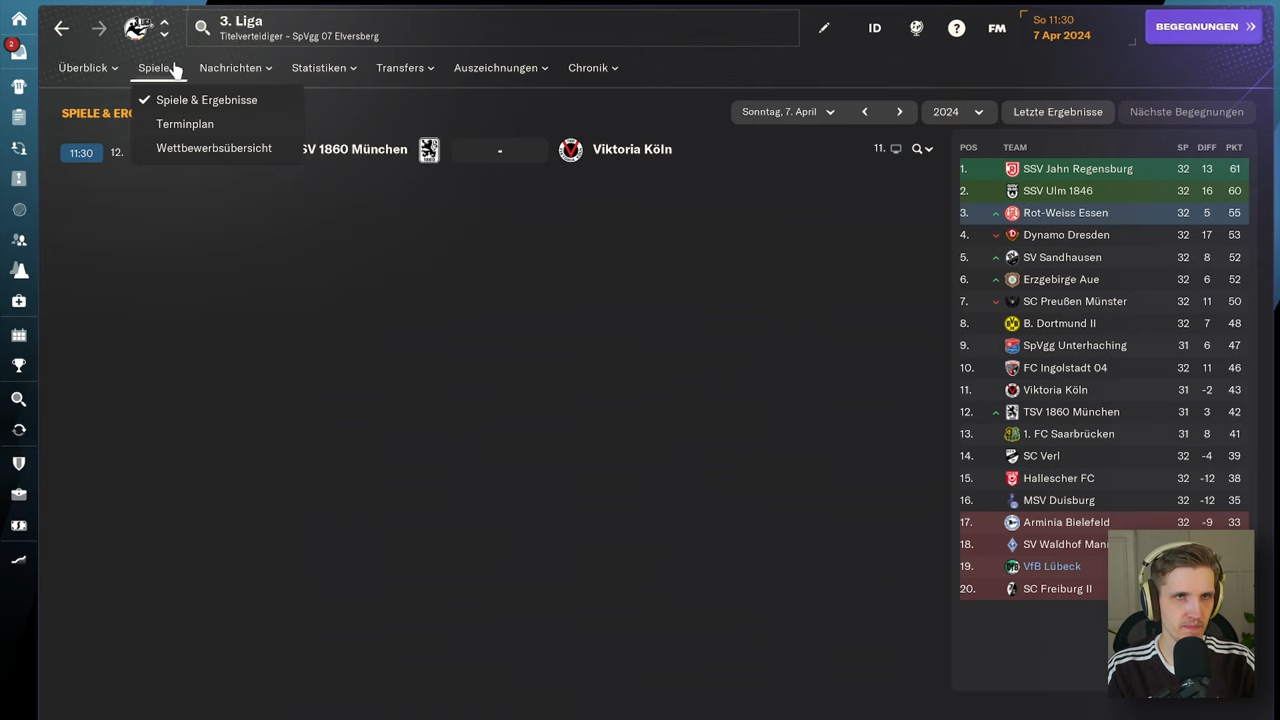 3. Liga
Titelverteidiger – SpVgg 07 Elversberg
ID
FM
So 11:30
7 Apr 2024
BEGEGNUNGEN
2
Überblick
Spiele
Nachrichten
Statistiken
Transfers
Auszeichnungen
Chronik
Spiele & Ergebnisse
Terminplan
Wettbewerbsübersicht
SPIELE & ERG
Sonntag, 7. April
2024
Letzte Ergebnisse
Nächste Begegnungen
11:30 12. SV 1860 München - Viktoria Köln 11.
POS TEAM SP DIFF PKT
1. SSV Jahn Regensburg 32 13 61
2. SSV Ulm 1846 32 16 60
3. Rot-Weiss Essen 32 5 55
4. Dynamo Dresden 32 17 53
5. SV Sandhausen 32 8 52
6. Erzgebirge Aue 32 6 52
7. SC Preußen Münster 32 11 50
8. B. Dortmund II 32 7 48
9. SpVgg Unterhaching 31 6 47
10. FC Ingolstadt 04 32 11 46
11. Viktoria Köln 31 -2 43
12. TSV 1860 München 31 3 42
13. 1. FC Saarbrücken 31 8 41
14. SC Verl 32 -4 39
15. Hallescher FC 32 -12 38
16. MSV Duisburg 32 -12 35
17. Arminia Bielefeld 32 -9 33
18. SV Waldhof Man
19. VfB Lübeck
20. SC Freiburg II